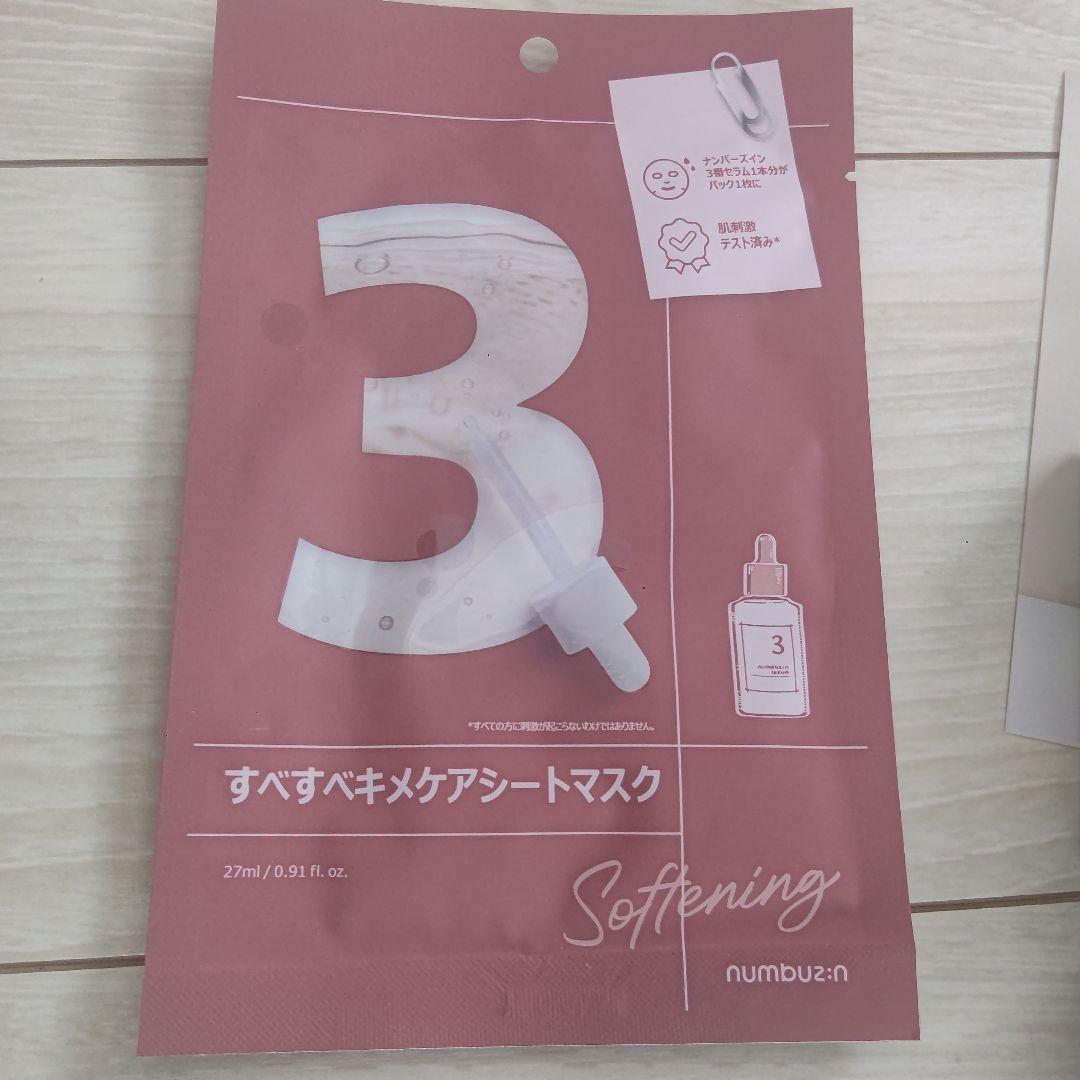 ナンバーズイン
3番セラム1本分が
パック1枚に
肌刺激
テスト済み*
3
3
numbuz:n
serum
*すべての方に刺激が起こらないわけではありません。
すべすべキメケアシートマスク
27ml / 0.91 fl. oz.
Softening
numbuz:n